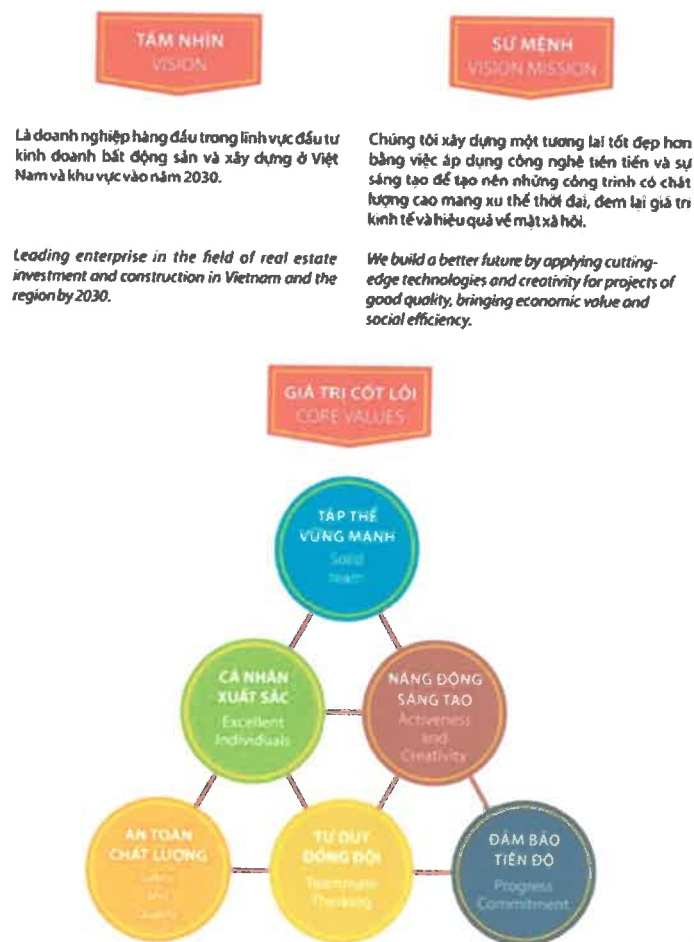 TẦM NHÌN
VISION
SỨ MỆNH
VISION MISSION
Là doanh nghiệp hàng đầu trong lĩnh vực đầu tư
kinh doanh bất động sản và xây dựng ở Việt
Nam và khu vực vào năm 2030.
Leading enterprise in the field of real estate
investment and construction in Vietnam and the
region by 2030.
Chúng tôi xây dựng một tương lai tốt đẹp hơn
bằng việc áp dụng công nghệ tiên tiến và sự
sáng tạo để tạo nên những công trình có chất
lượng cao mang xu thế thời đại, đem lại giá trị
kinh tế và hiệu quả về mặt xã hội.
We build a better future by applying cutting-
edge technologies and creativity for projects of
good quality, bringing economic value and
social efficiency.
GIÁ TRỊ CỐT LÕI
CORE VALUES
TẬP THỂ
VỮNG MẠNH
Solid
team
CÁ NHÂN
XUẤT SẮC
Excellent
Individuals
NĂNG ĐỘNG
SÁNG TẠO
Activeness
and
Creativity
AN TOÀN
CHẤT LƯỢNG
Safety
and
Quality
TƯ DUY
ĐỒNG ĐỘI
Teammate
Thinking
ĐẢM BẢO
TIẾN ĐỘ
Progress
Commitment